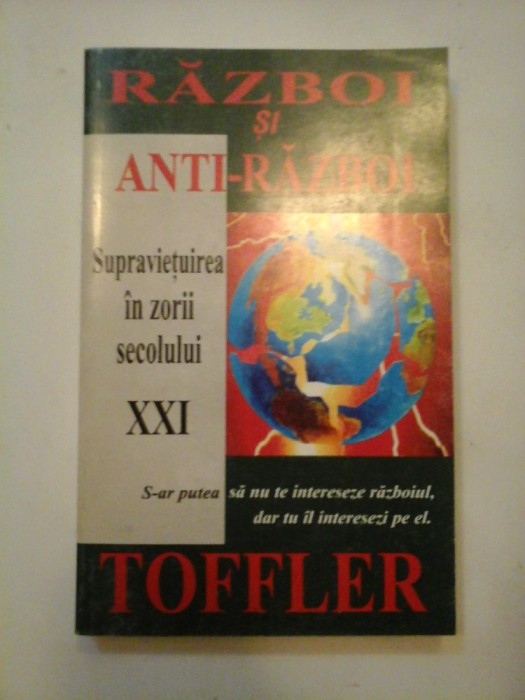 RĂZBOI
ȘI
ANTI-RĂZBOI
Supraviețuirea
în zorii
secolului
XXI
S-ar putea să nu te intereseze războiul,
dar tu îl interesezi pe el.
TOFFLER